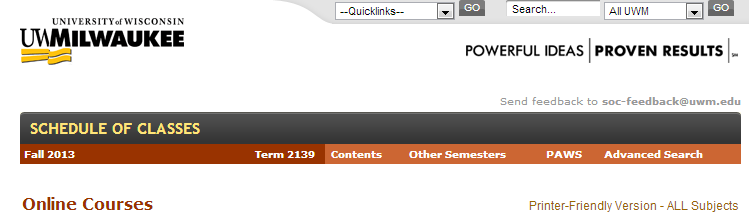 UNIVERSITY of WISCONSIN
UWMILWAUKEE
--Quicklinks--
GO
Search...
All UWM
GO
POWERFUL IDEAS PROVEN RESULTS SM
Send feedback to soc-feedback@uwm.edu
SCHEDULE OF CLASSES
Fall 2013 Term 2139 Contents Other Semesters PAWS Advanced Search
Online Courses Printer-Friendly Version - ALL Subjects